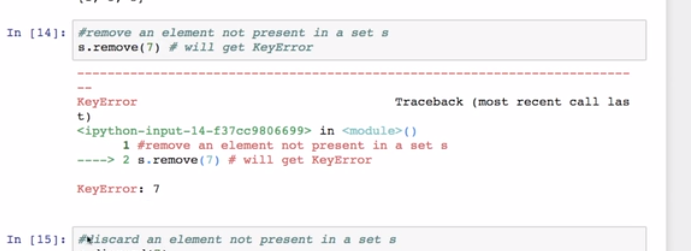 In [14]: #remove an element not present in a set s
s.remove(7) # will get KeyError
---------------------------------------------------------------------------
KeyError                                  Traceback (most recent call las
t)
<ipython-input-14-f37cc9806699> in <module>()
      1 #remove an element not present in a set s
----> 2 s.remove(7) # will get KeyError
KeyError: 7
In [15]: #discard an element not present in a set s